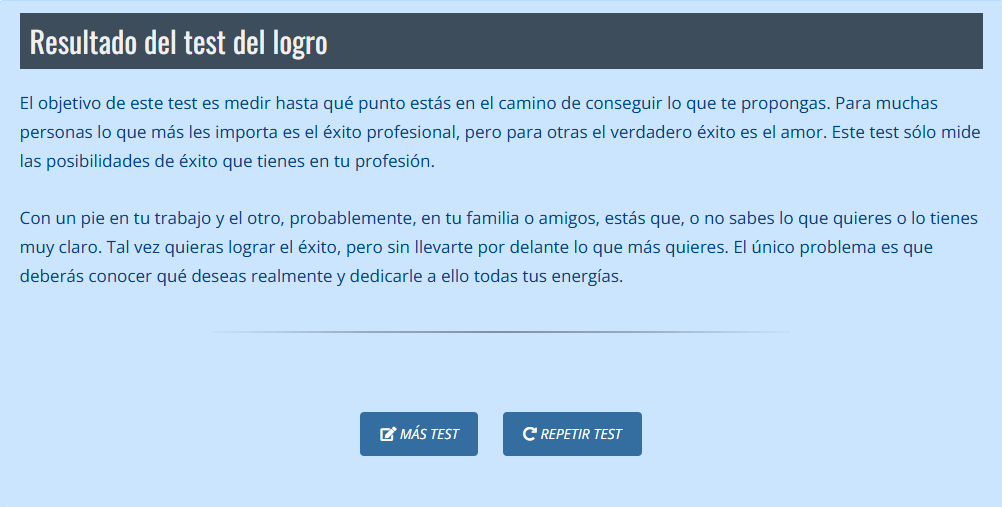 Resultado del test del logro
El objetivo de este test es medir hasta qué punto estás en el camino de conseguir lo que te propongas. Para muchas
personas lo que más les importa es el éxito profesional, pero para otras el verdadero éxito es el amor. Este test sólo mide
las posibilidades de éxito que tienes en tu profesión.
Con un pie en tu trabajo y el otro, probablemente, en tu familia o amigos, estás que, o no sabes lo que quieres o lo tienes
muy claro. Tal vez quieras lograr el éxito, pero sin llevarte por delante lo que más quieres. El único problema es que
deberás conocer qué deseas realmente y dedicarle a ello todas tus energías.
MÁS TEST
REPETIR TEST